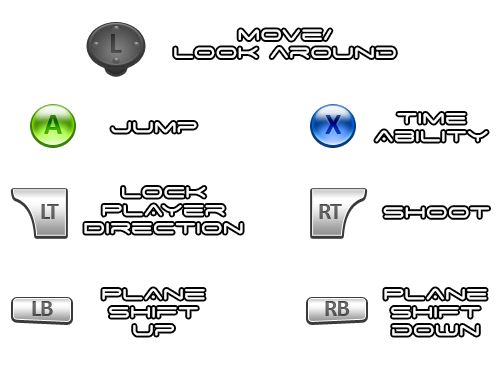 L
MOVE/
LOOK AROUND
A
JUMP
X
TIME
ABILITY
LT
LOCK
PLAYER
DIRECTION
RT
SHOOT
LB
PLANE
SHIFT
UP
RB
PLANE
SHIFT
DOWN